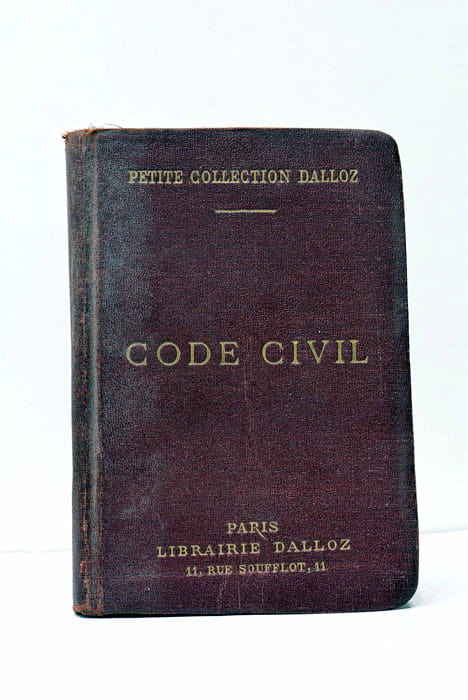 PETITE COLLECTION DALLOZ
CODE CIVIL
PARIS
LIBRAIRIE DALLOZ
11, RUE SOUFFLOT, 11